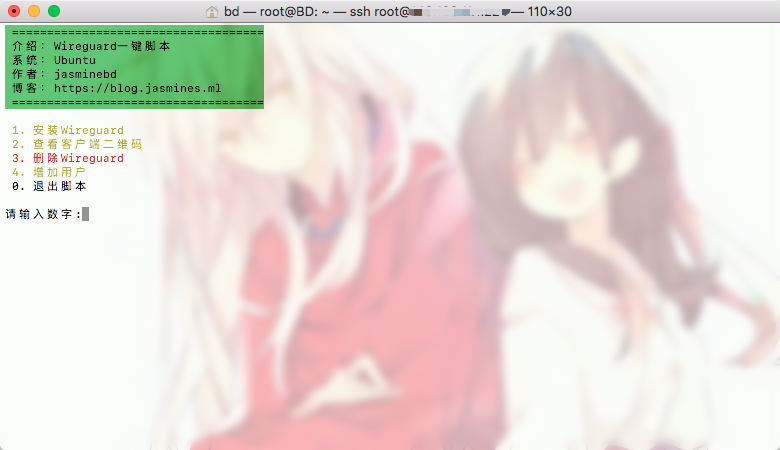 bd — root@BD: ~ — ssh root@ — 110×30
====================================
介绍：Wireguard一键脚本
系统：Ubuntu
作者：jasminebd
博客：https://blog.jasmines.ml
====================================
1. 安装Wireguard
2. 查看客户端二维码
3. 删除Wireguard
4. 增加用户
0. 退出脚本
请输入数字: